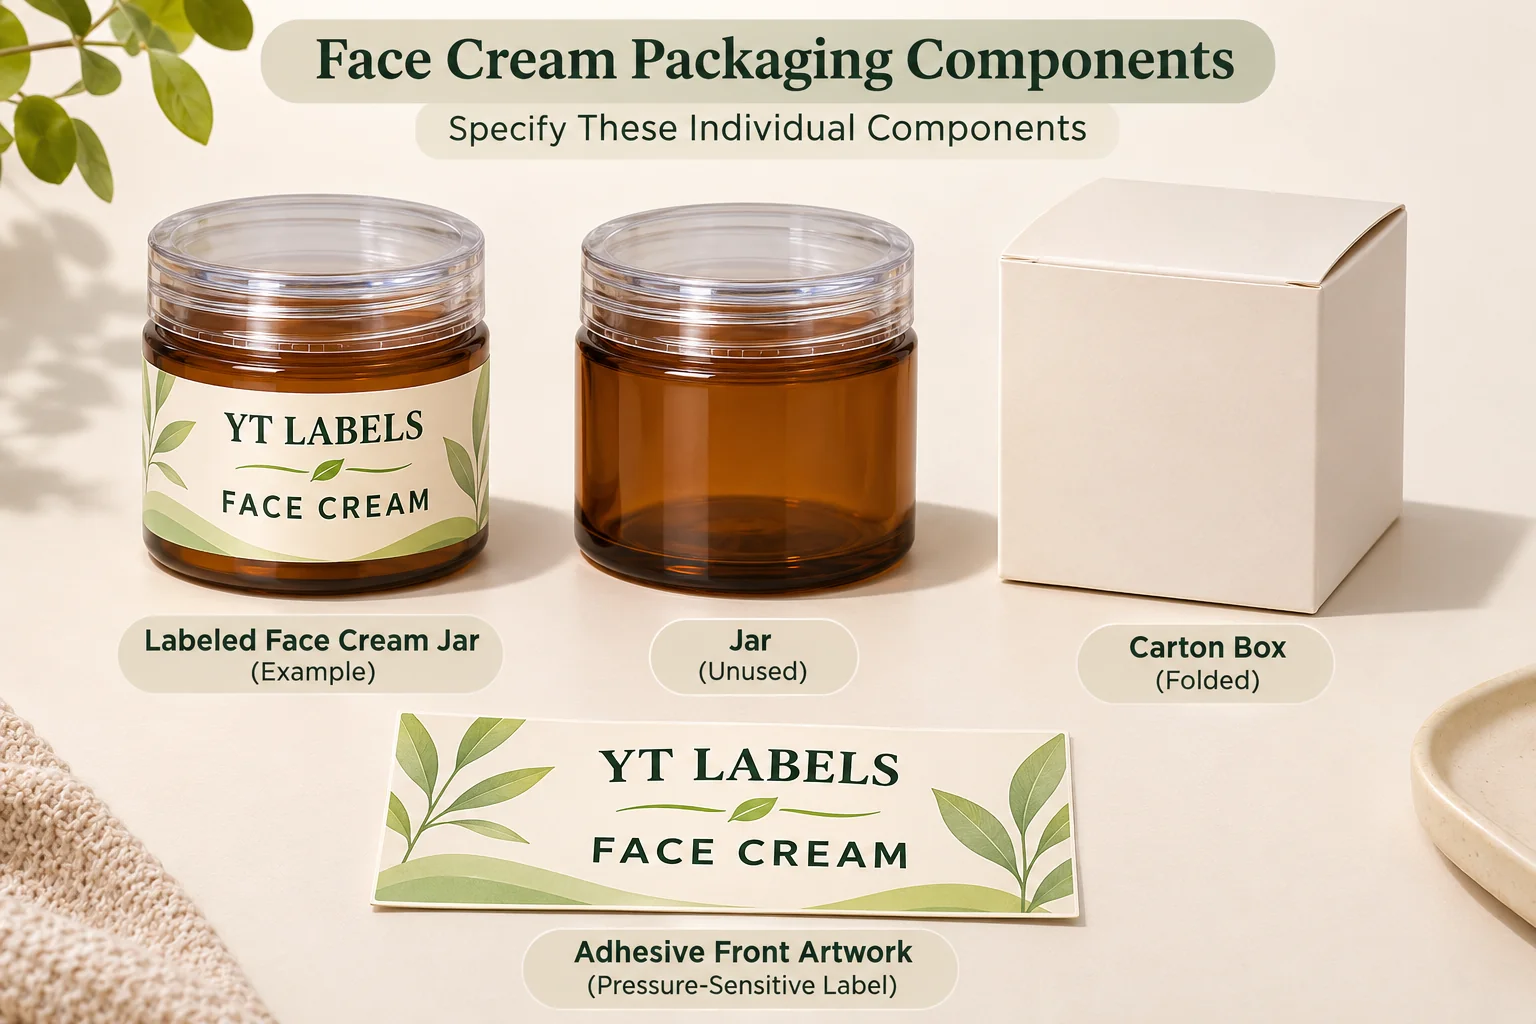 Face Cream Packaging Components
Specify These Individual Components
YT LABELS
FACE CREAM
Labeled Face Cream Jar
(Example)
Jar
(Unused)
Carton Box
(Folded)
YT LABELS
FACE CREAM
Adhesive Front Artwork
(Pressure-Sensitive Label)